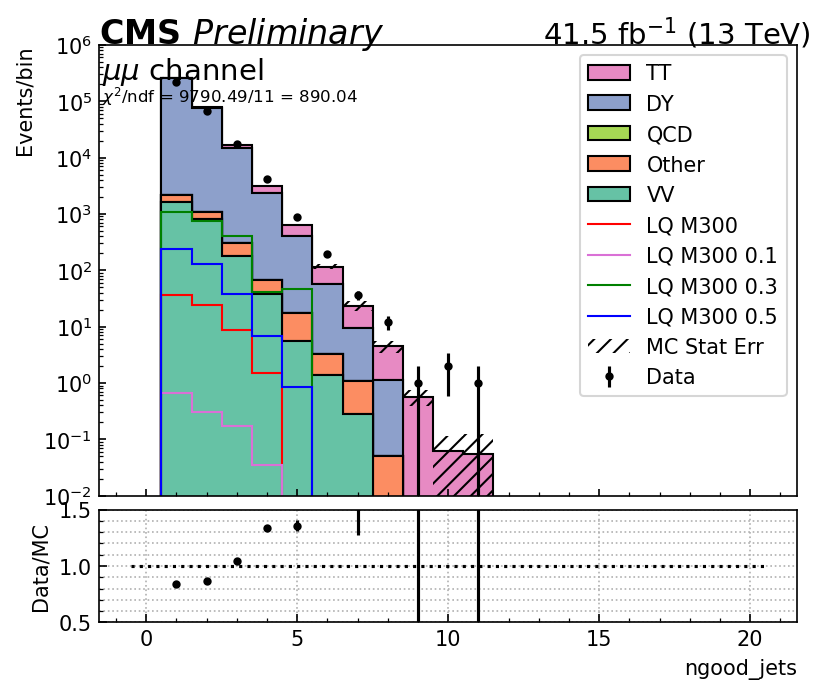 CMS Preliminary 41.5 fb⁻¹ (13 TeV)
μμ channel
χ²/ndf = 9790.49/11 = 890.04
Events/bin
10⁶
10⁵
10⁴
10³
10²
10¹
10⁰
10⁻¹
10⁻²
TT
DY
QCD
Other
VV
LQ M300
LQ M300 0.1
LQ M300 0.3
LQ M300 0.5
MC Stat Err
Data
Data/MC
1.5
1.0
0.5
0 5 10 15 20
ngood_jets